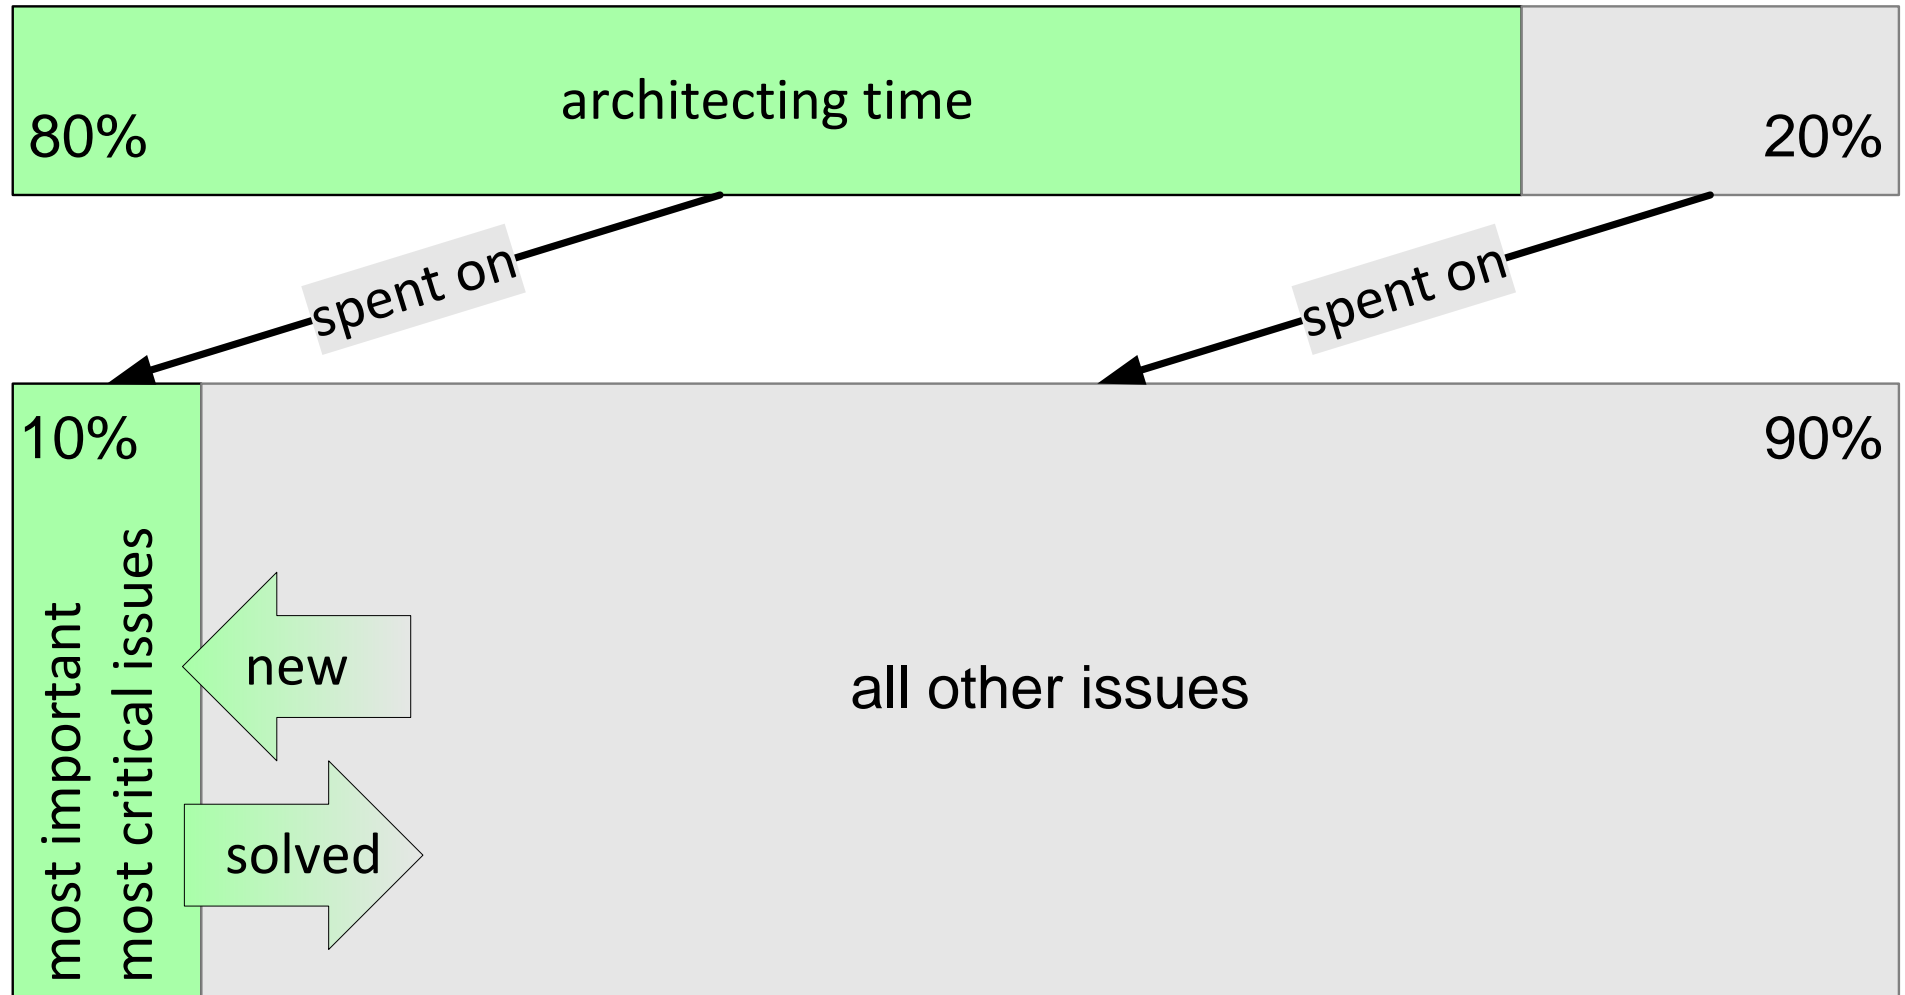 architecting time
80%
20%
spent on
spent on
10%
90%
most important
most critical issues
new
all other issues
solved